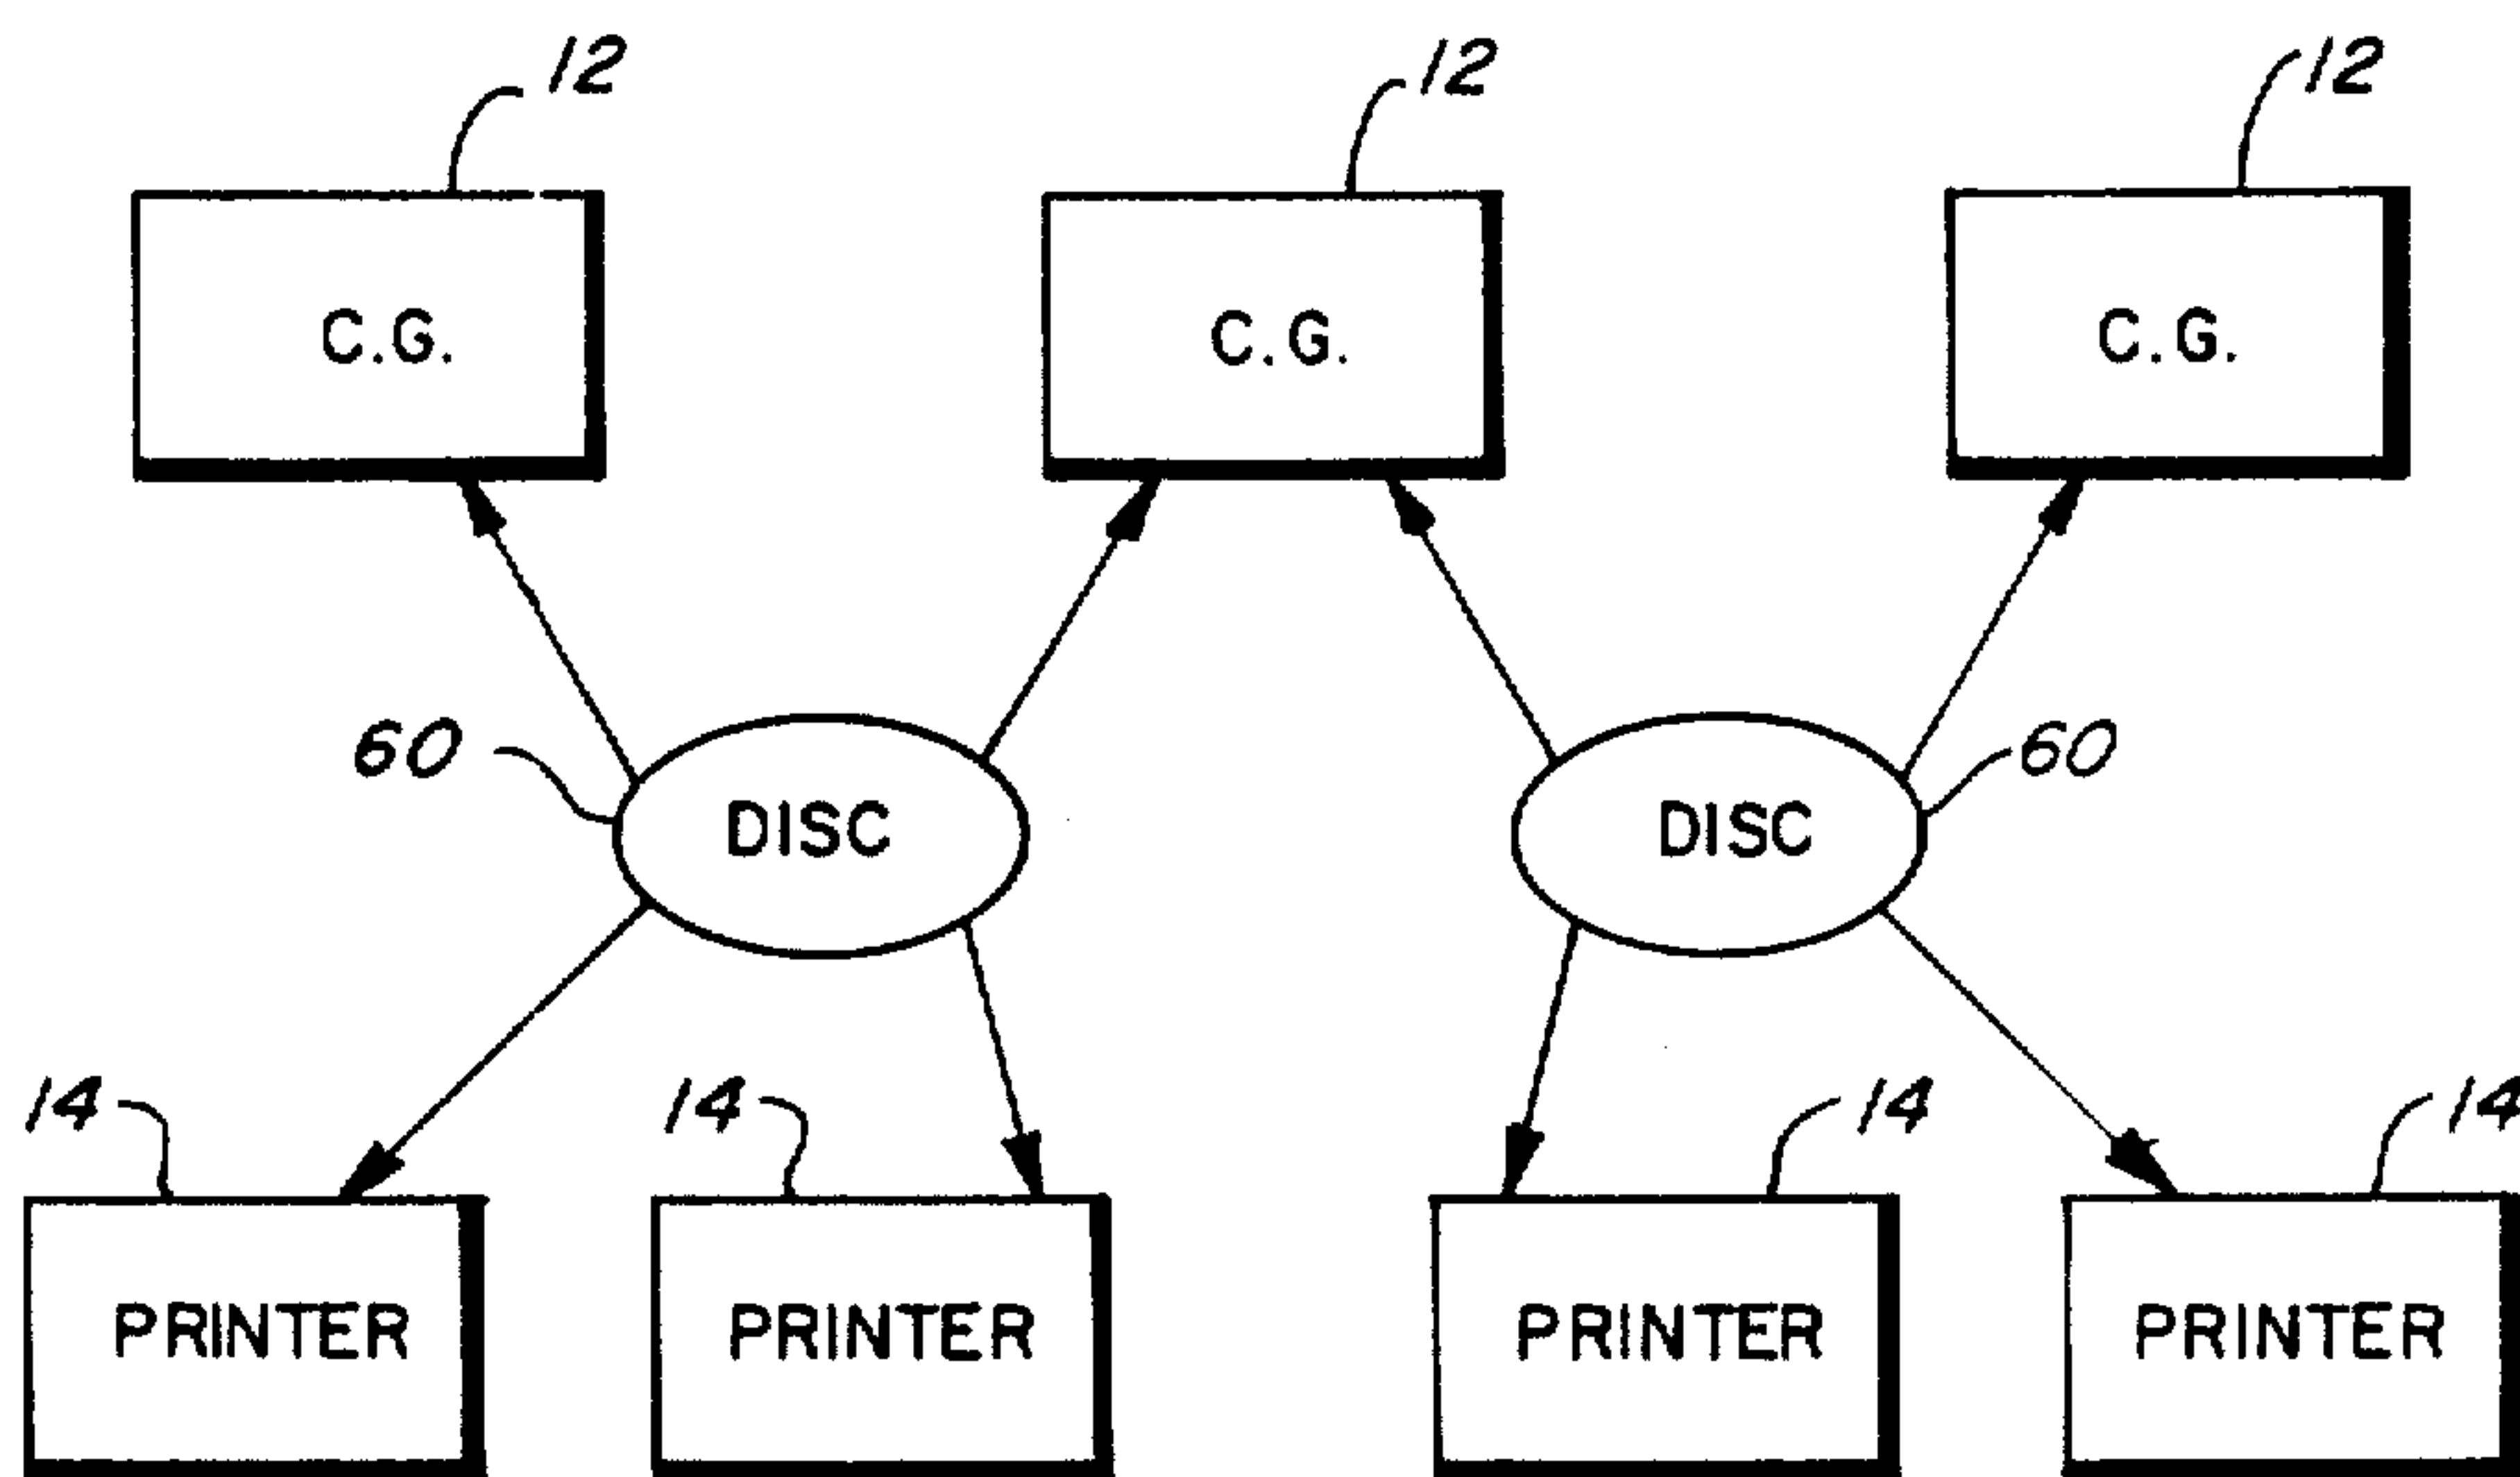 12 12 12
C.G. C.G. C.G.
60 DISC DISC 60
14 14 14 14
PRINTER PRINTER PRINTER PRINTER